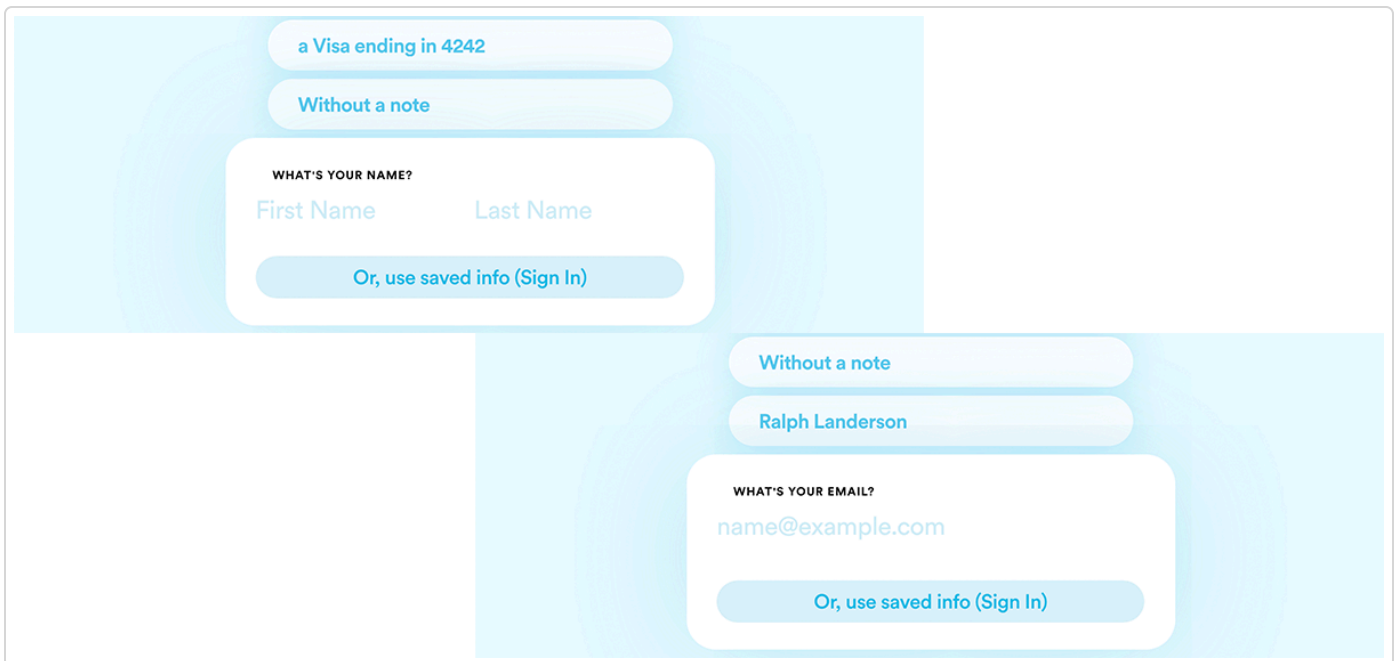 a Visa ending in 4242
Without a note
WHAT'S YOUR NAME?
First Name Last Name
Or, use saved info (Sign In)
Without a note
Ralph Landerson
WHAT'S YOUR EMAIL?
name@example.com
Or, use saved info (Sign In)